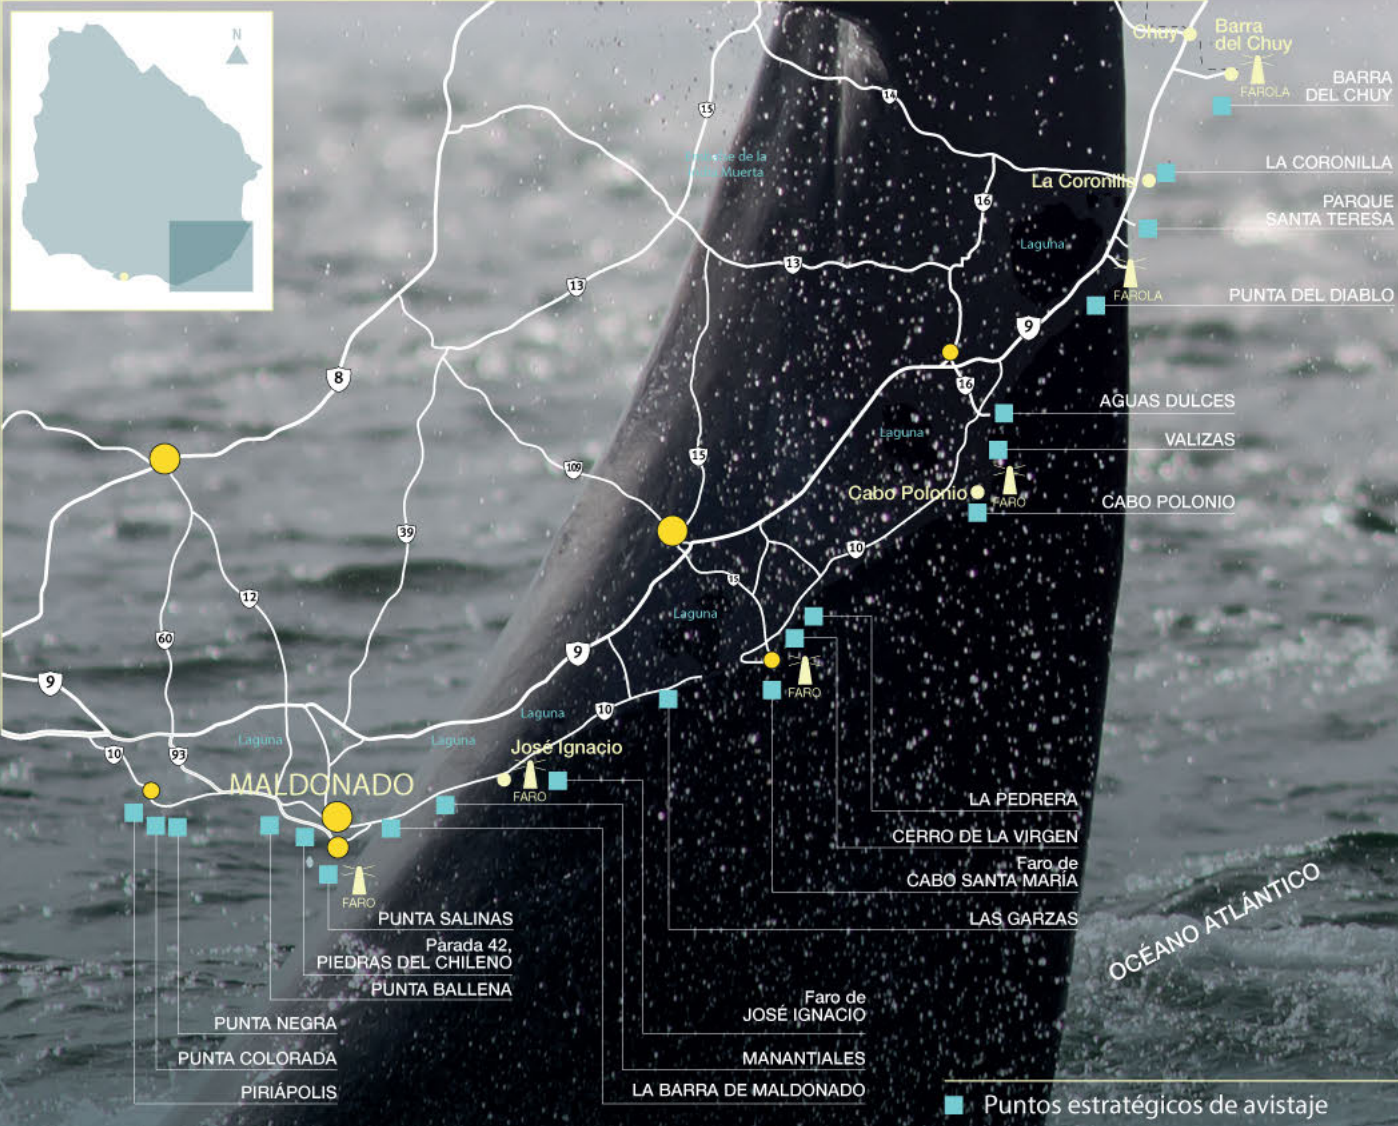 N
Chuy
Barra
del Chuy
FAROLA
BARRA
DEL CHUY
15
14
de la
Muerta
La Coronilla
LA CORONILLA
16
PARQUE
SANTA TERESA
Laguna
13
13
FAROLA
PUNTA DEL DIABLO
9
8
16
AGUAS DULCES
Laguna
VALIZAS
15
109
Cabo Polonio
FARO
CABO POLONIO
39
10
15
12
Laguna
60
9
9
FARO
Laguna
10
Laguna
Laguna
10
93
José Ignacio
FARO
MALDONADO
LA PEDRERA
CERRO DE LA VIRGEN
Faro de
CABO SANTA MARÍA
FARO
LAS GARZAS
OCÉANO ATLÁNTICO
PUNTA SALINAS
Parada 42,
PIEDRAS DEL CHILENO
PUNTA BALLENA
PUNTA NEGRA
PUNTA COLORADA
PIRIÁPOLIS
Faro de
JOSÉ IGNACIO
MANANTIALES
LA BARRA DE MALDONADO
Puntos estratégicos de avistaje